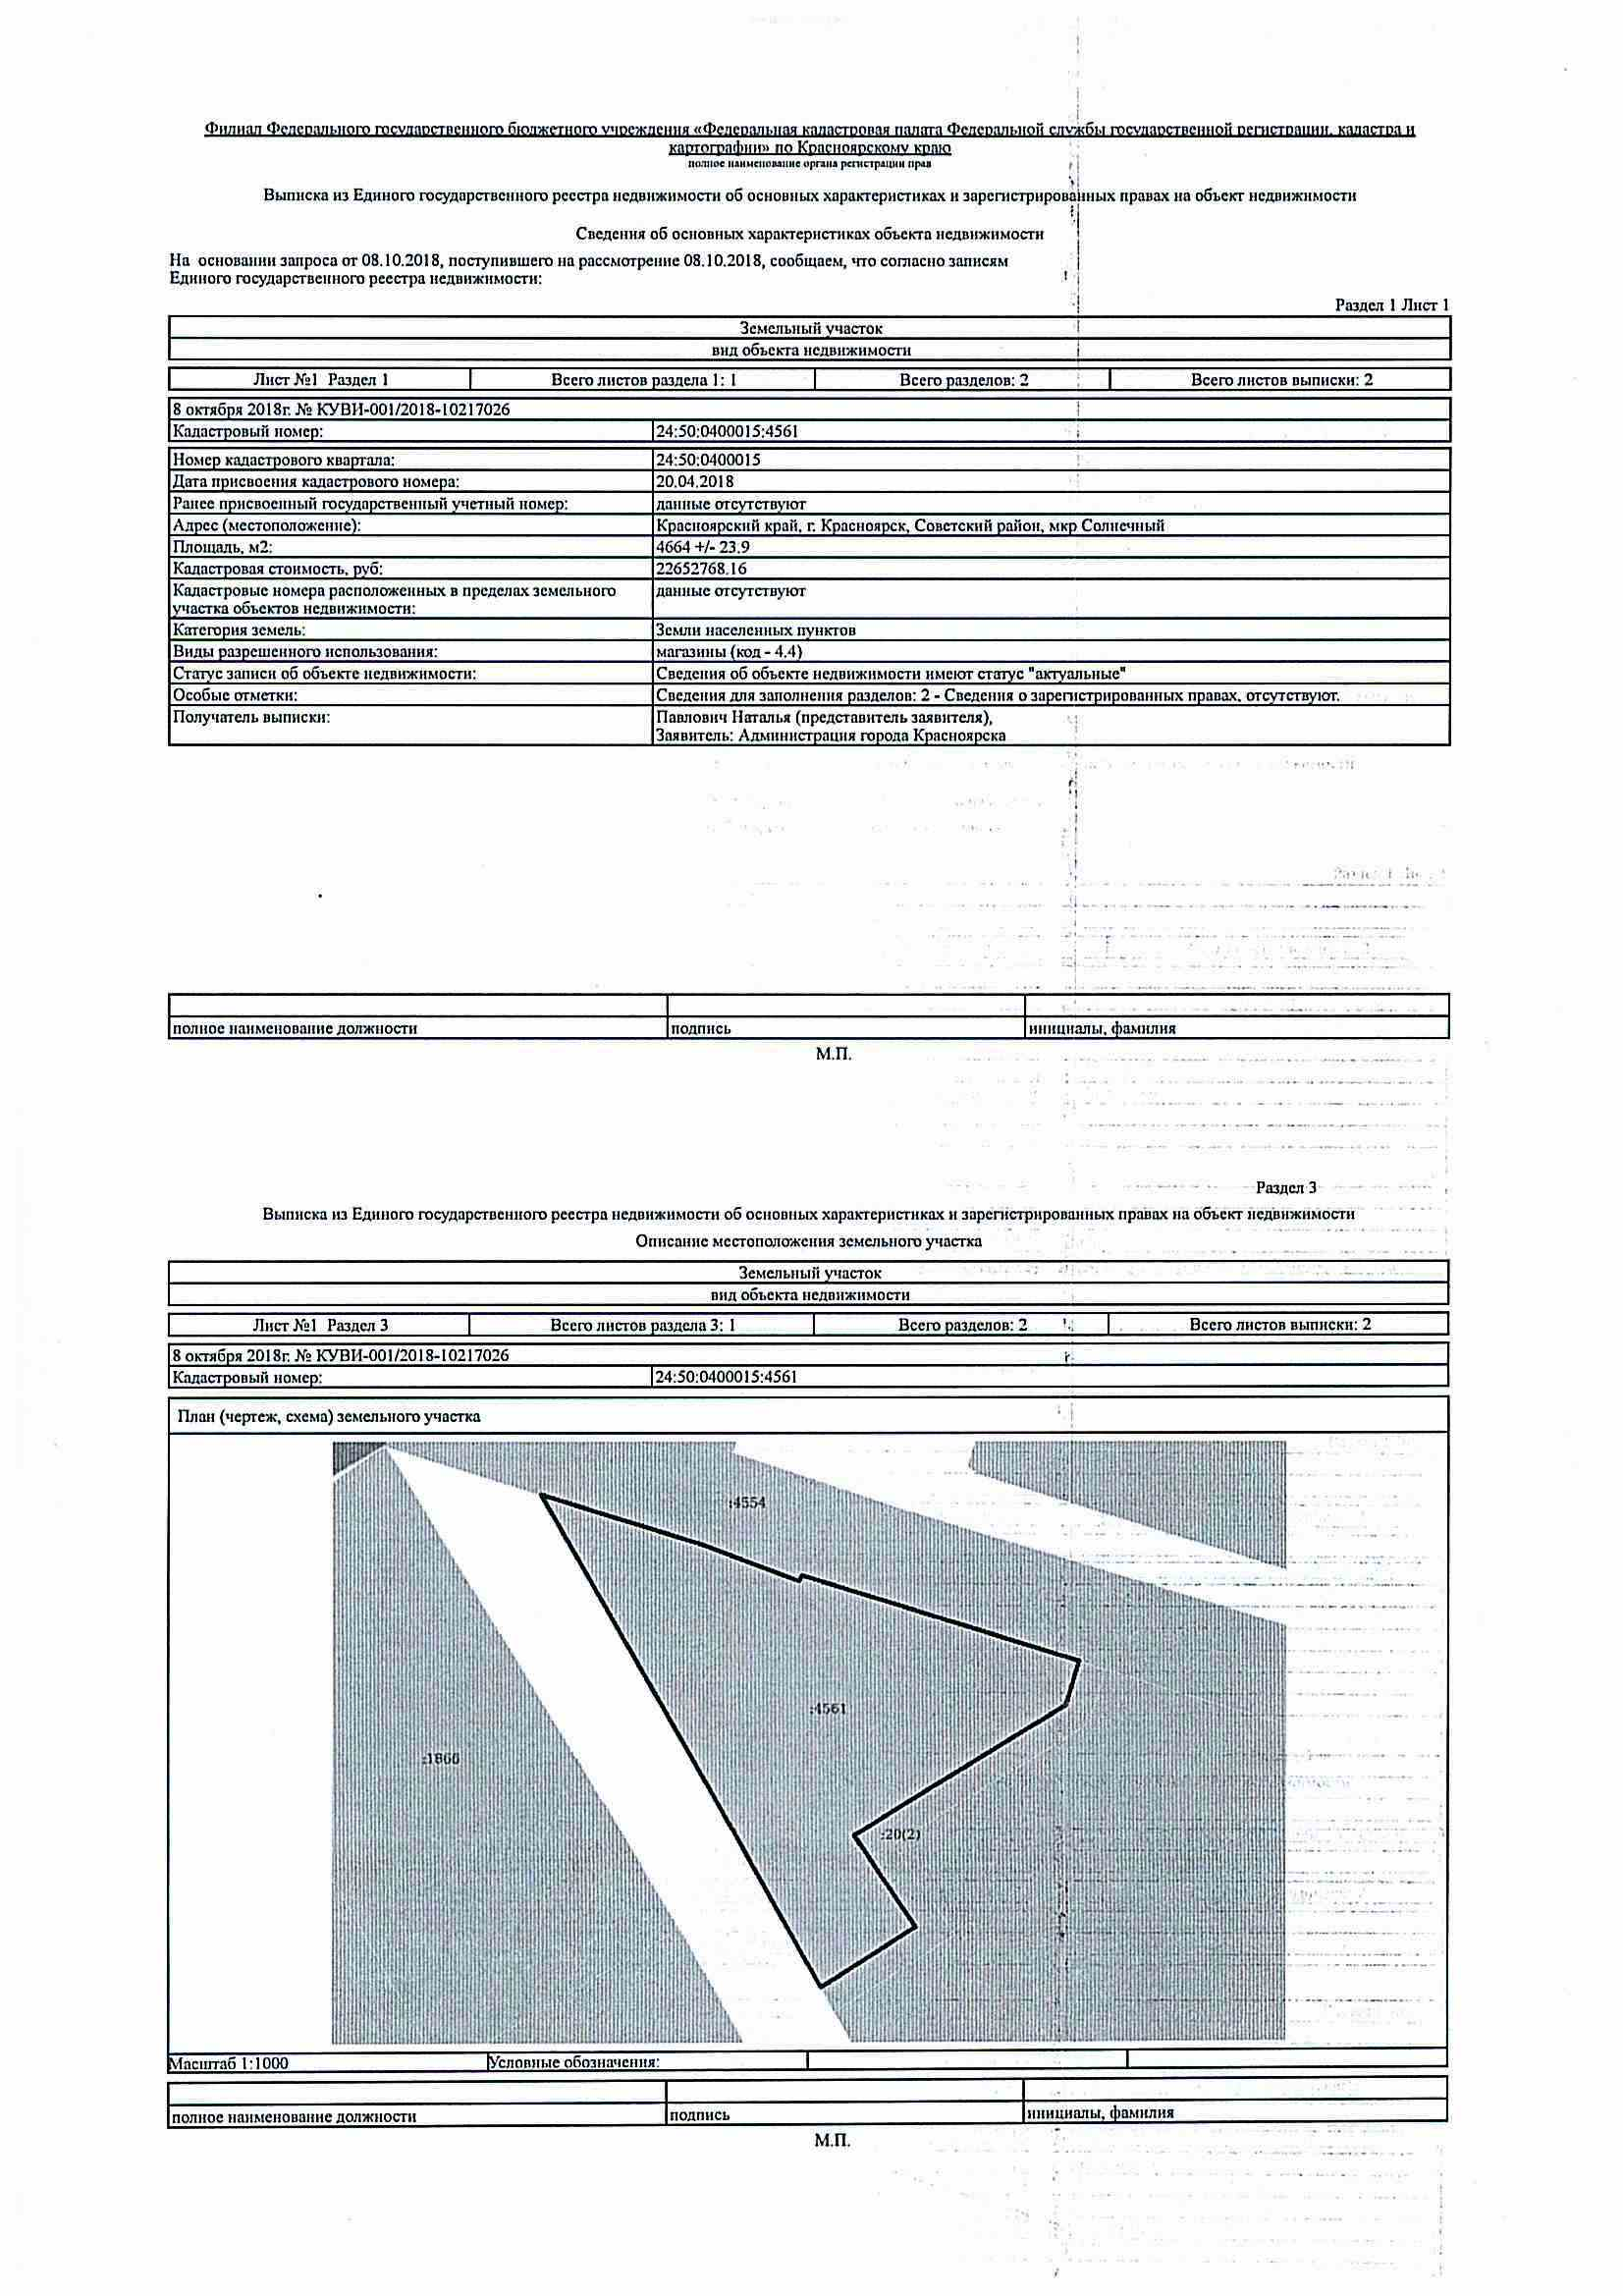 Филиал Федерального государственного бюджетного учреждения «Федеральная кадастровая палата Федеральной службы государственной регистрации, кадастра и
картографии» по Красноярскому краю
полное наименование органа регистрации прав
Выписка из Единого государственного реестра недвижимости об основных характеристиках и зарегистрированных правах на объект недвижимости
Сведения об основных характеристиках объекта недвижимости
На основании запроса от 08.10.2018, поступившего на рассмотрение 08.10.2018, сообщаем, что согласно записям
Единого государственного реестра недвижимости:
Раздел 1 Лист 1
Земельный участок
вид объекта недвижимости
Лист №1 Раздел 1 Всего листов раздела 1: 1 Всего разделов: 2 Всего листов выписки: 2
8 октября 2018г. № КУВИ-001/2018-10217026
Кадастровый номер: 24:50:0400015:4561
Номер кадастрового квартала: 24:50:0400015
Дата присвоения кадастрового номера: 20.04.2018
Ранее присвоенный государственный учетный номер: данные отсутствуют
Адрес (местоположение): Красноярский край, г. Красноярск, Советский район, мкр Солнечный
Площадь, м2: 4664 +/- 23.9
Кадастровая стоимость, руб: 22652768.16
Кадастровые номера расположенных в пределах земельного данные отсутствуют
участка объектов недвижимости:
Категория земель: Земли населенных пунктов
Виды разрешенного использования: магазины (код - 4.4)
Статус записи об объекте недвижимости: Сведения об объекте недвижимости имеют статус "актуальные"
Особые отметки: Сведения для заполнения разделов: 2 - Сведения о зарегистрированных правах, отсутствуют.
Получатель выписки: Павлович Наталья (представитель заявителя),
Заявитель: Администрация города Красноярска
полное наименование должности подпись инициалы, фамилия
М.П.
Раздел 3
Выписка из Единого государственного реестра недвижимости об основных характеристиках и зарегистрированных правах на объект недвижимости
Описание местоположения земельного участка
Земельный участок
вид объекта недвижимости
Лист №1 Раздел 3 Всего листов раздела 3: 1 Всего разделов: 2 Всего листов выписки: 2
8 октября 2018г. № КУВИ-001/2018-10217026
Кадастровый номер: 24:50:0400015:4561
План (чертеж, схема) земельного участка
:4554
:4561
:1860
:20(2)
Масштаб 1:1000 Условные обозначения:
полное наименование должности подпись инициалы, фамилия
М.П.